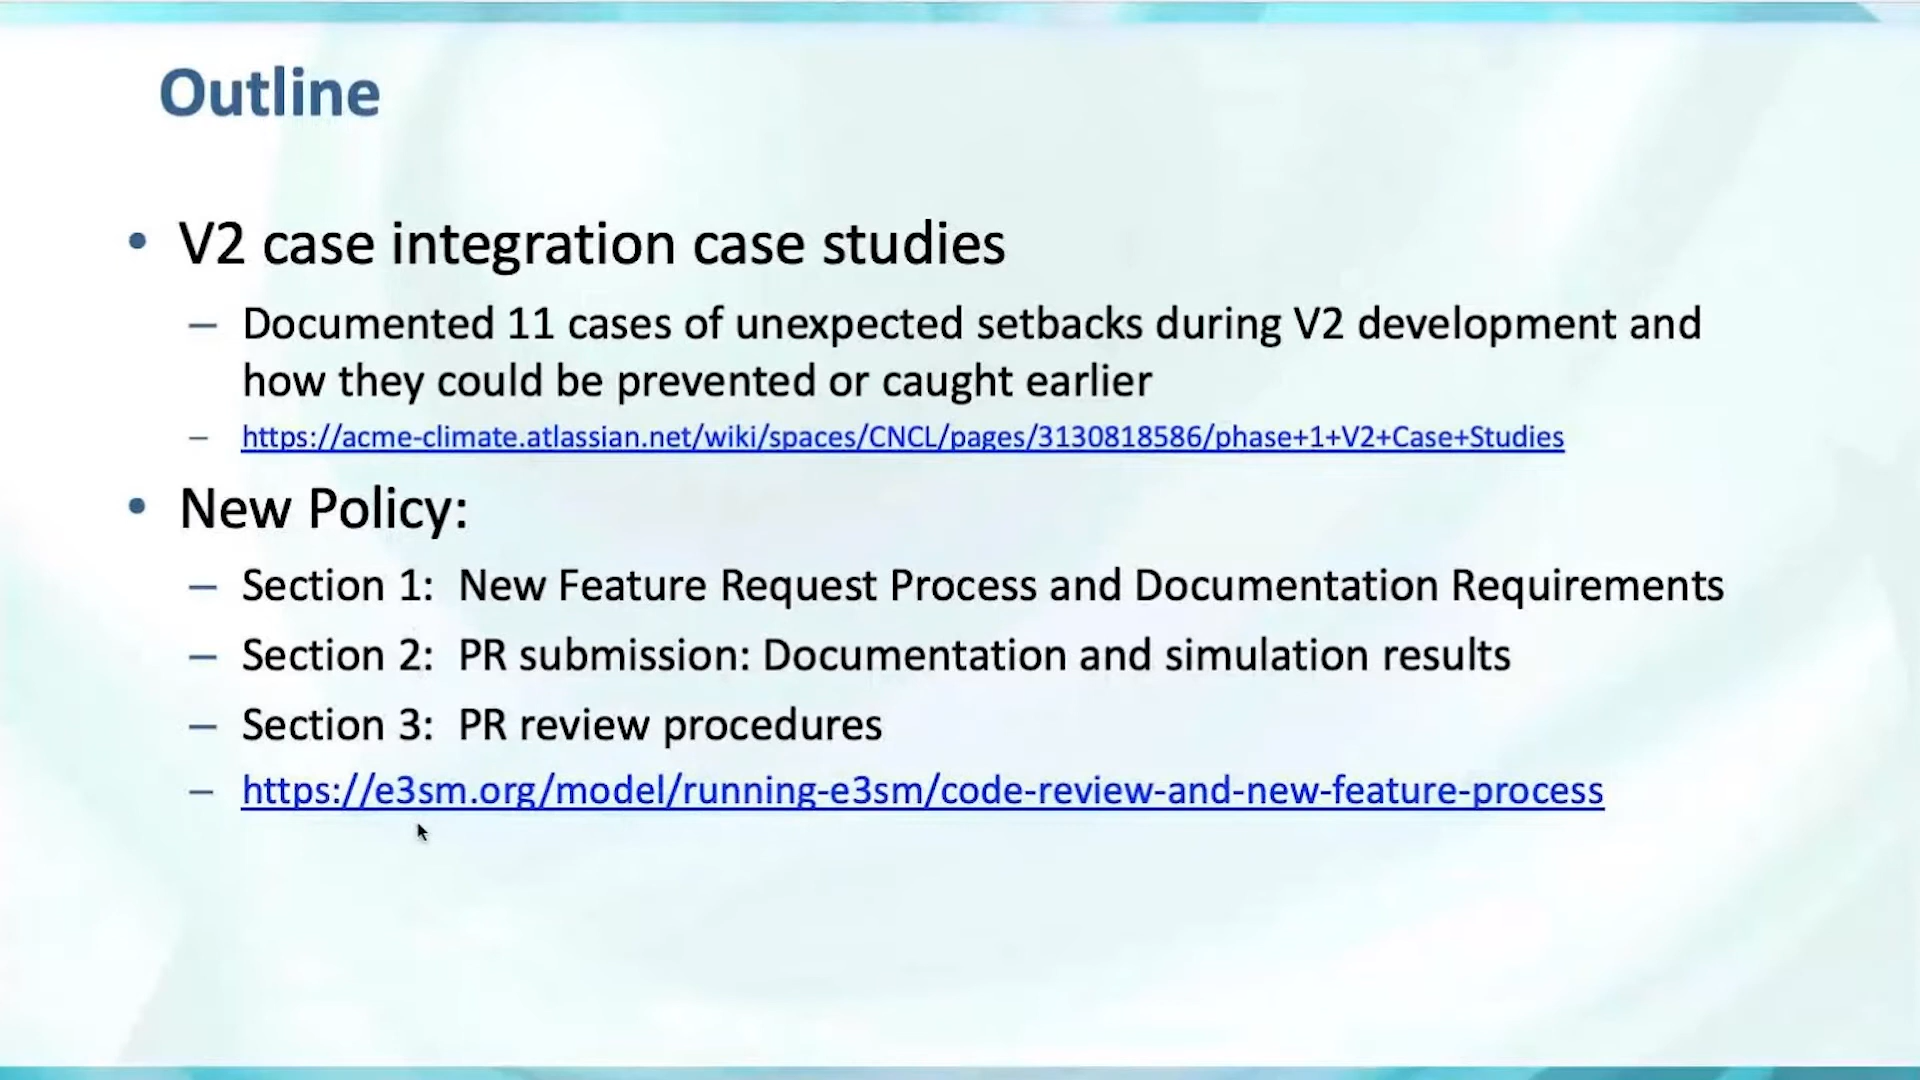 Outline
• V2 case integration case studies
– Documented 11 cases of unexpected setbacks during V2 development and
how they could be prevented or caught earlier
– https://acme-climate.atlassian.net/wiki/spaces/CNCL/pages/3130818586/phase+1+V2+Case+Studies
• New Policy:
– Section 1:  New Feature Request Process and Documentation Requirements
– Section 2:  PR submission: Documentation and simulation results
– Section 3:  PR review procedures
– https://e3sm.org/model/running-e3sm/code-review-and-new-feature-process